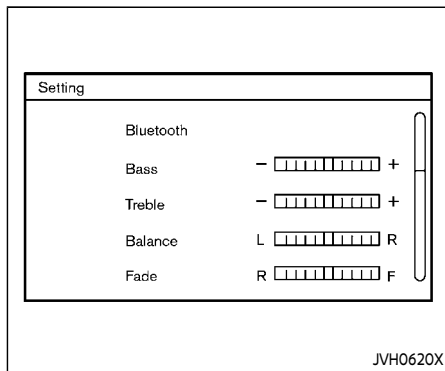 Setting
Bluetooth
Bass - +
Treble - +
Balance L R
Fade R F
JVH0620X